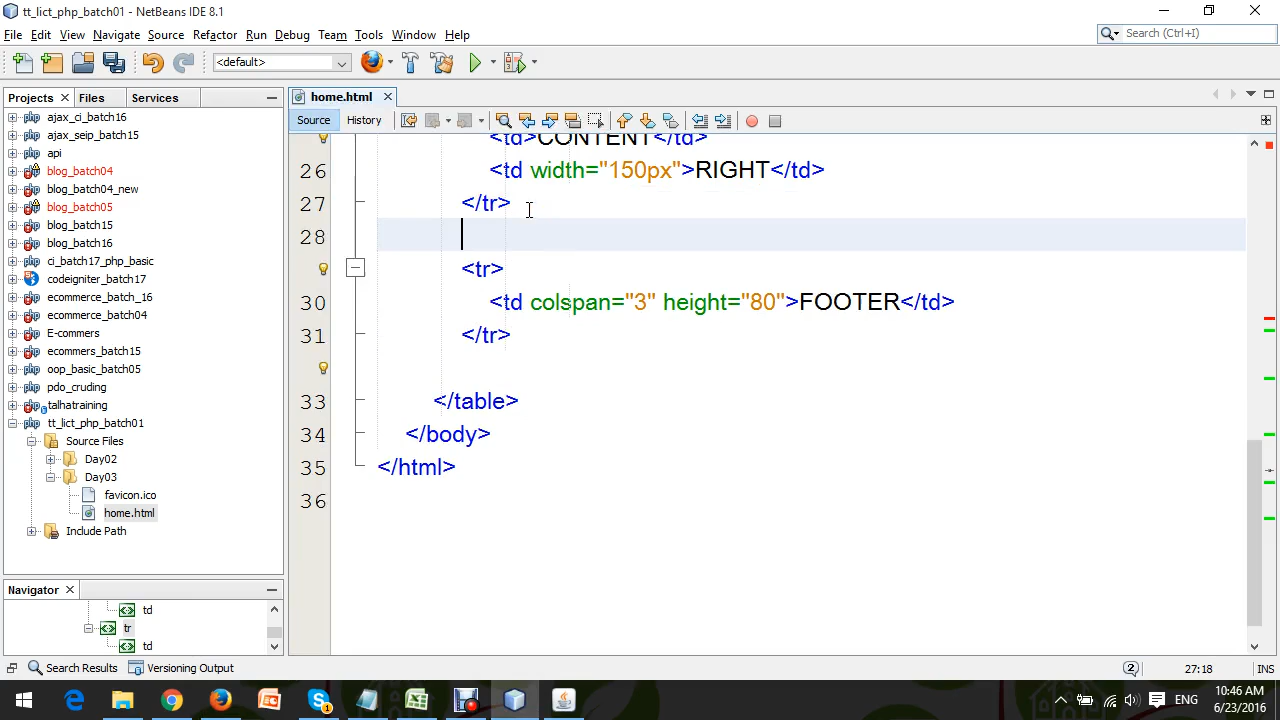 tt_lict_php_batch01 - NetBeans IDE 8.1
File Edit View Navigate Source Refactor Run Debug Team Tools Window Help
Search (Ctrl+I)
<default>
Projects Files Services
home.html
Source History
ajax_ci_batch16
ajax_seip_batch15
api
blog_batch04
blog_batch04_new
blog_batch05
blog_batch15
blog_batch16
ci_batch17_php_basic
codeigniter_batch17
ecommerce_batch_16
ecommerce_batch04
E-commers
ecommers_batch15
oop_basic_batch05
pdo_cruding
talhatraining
tt_lict_php_batch01
Source Files
Day02
Day03
favicon.ico
home.html
Include Path
Navigator
td
tr
td
<td>CONTENT</td>
26 <td width="150px">RIGHT</td>
27 </tr>
28
<tr>
30 <td colspan="3" height="80">FOOTER</td>
31 </tr>
33 </table>
34 </body>
35 </html>
36
Search Results Versioning Output
2 27:18 INS
ENG
10:46 AM
6/23/2016